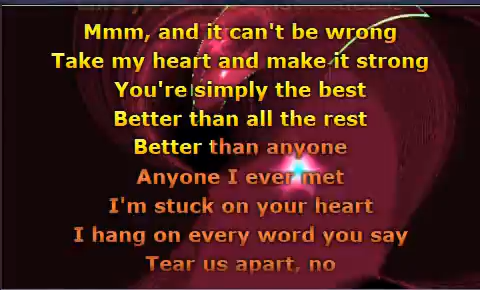 Mmm, and it can't be wrong
Take my heart and make it strong
You're simply the best
Better than all the rest
Better than anyone
Anyone I ever met
I'm stuck on your heart
I hang on every word you say
Tear us apart, no